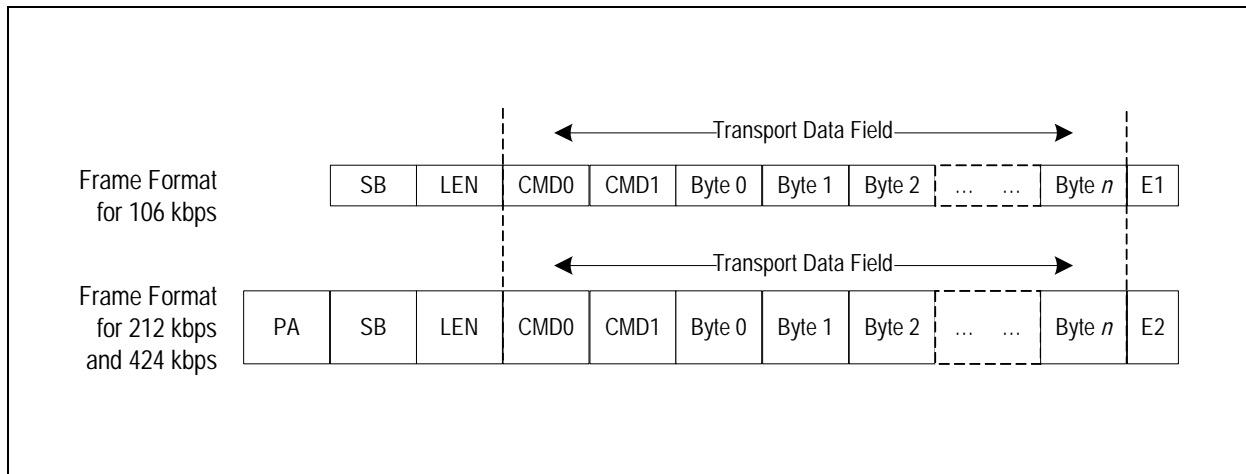 Transport Data Field
Frame Format
for 106 kbps
SB LEN CMD0 CMD1 Byte 0 Byte 1 Byte 2 ... ... Byte n E1
Transport Data Field
Frame Format
for 212 kbps
and 424 kbps
PA SB LEN CMD0 CMD1 Byte 0 Byte 1 Byte 2 ... ... Byte n E2